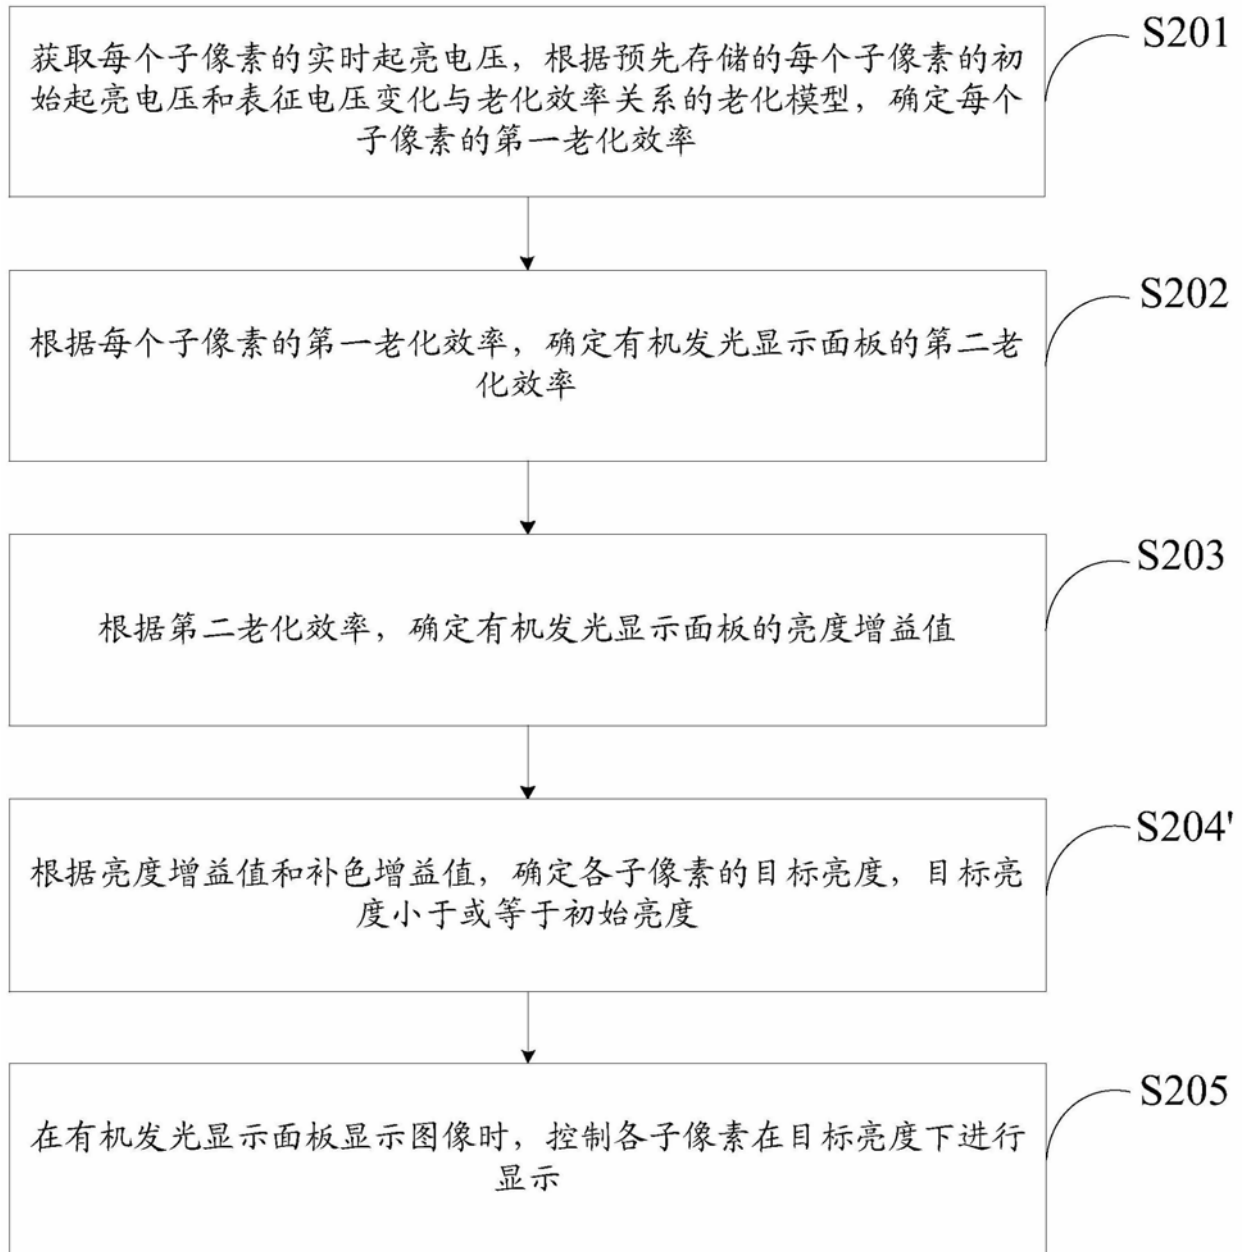 S201
获取每个子像素的实时起亮电压，根据预先存储的每个子像素的初
始起亮电压和表征电压变化与老化效率关系的老化模型，确定每个
子像素的第一老化效率
S202
根据每个子像素的第一老化效率，确定有机发光显示面板的第二老
化效率
S203
根据第二老化效率，确定有机发光显示面板的亮度增益值
S204'
根据亮度增益值和补色增益值，确定各子像素的目标亮度，目标亮
度小于或等于初始亮度
S205
在有机发光显示面板显示图像时，控制各子像素在目标亮度下进行
显示